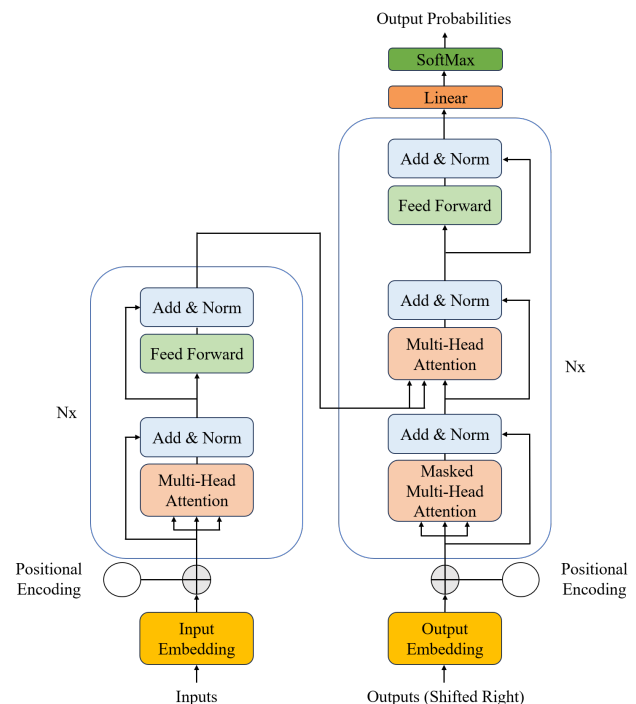 Output Probabilities
SoftMax
Linear
Add & Norm
Feed Forward
Add & Norm
Multi-Head
Attention
Nx
Add & Norm
Masked
Multi-Head
Attention
Positional
Encoding
Output
Embedding
Outputs (Shifted Right)
Add & Norm
Feed Forward
Nx
Add & Norm
Multi-Head
Attention
Positional
Encoding
Input
Embedding
Inputs